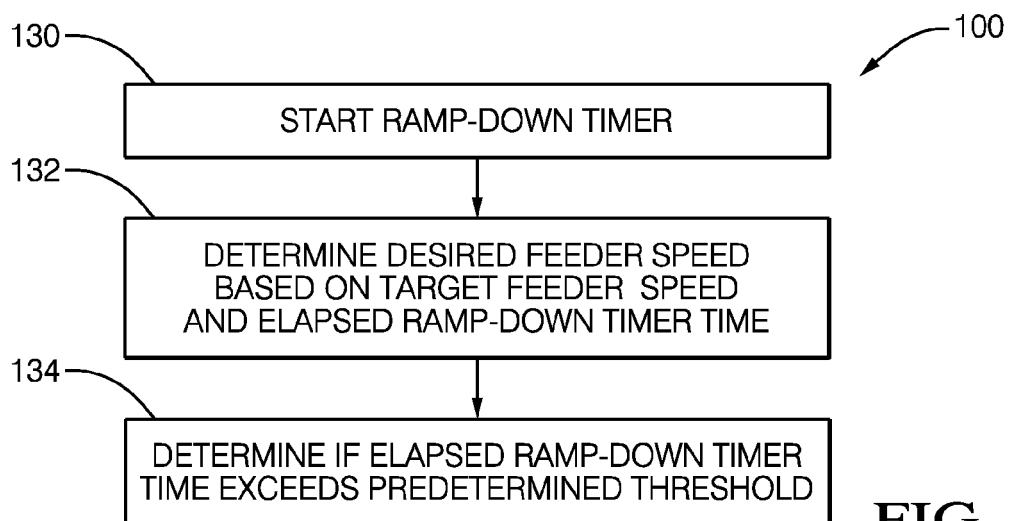 130
100
START RAMP-DOWN TIMER
132
DETERMINE DESIRED FEEDER SPEED
BASED ON TARGET FEEDER SPEED
AND ELAPSED RAMP-DOWN TIMER TIME
134
DETERMINE IF ELAPSED RAMP-DOWN TIMER
TIME EXCEEDS PREDETERMINED THRESHOLD
FIG